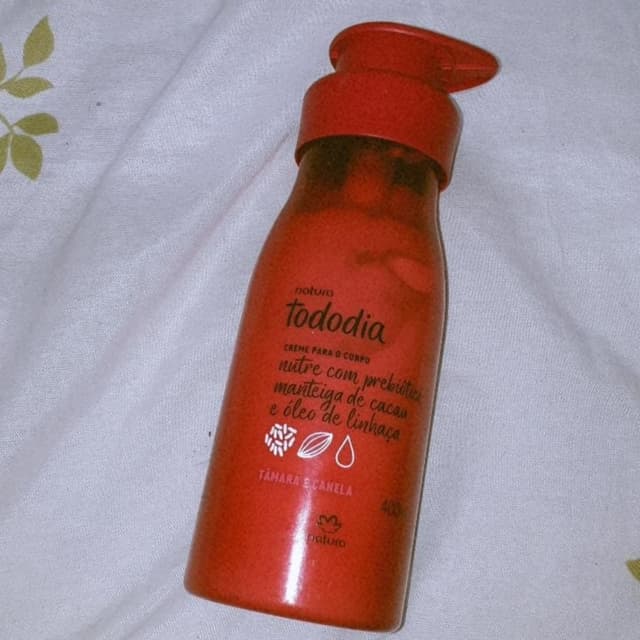 natura
tododia
CREME PARA O CORPO
nutre com prebiótico
manteiga de cacau
e óleo de linhaça
TÂMARA E CANELA
400
natura